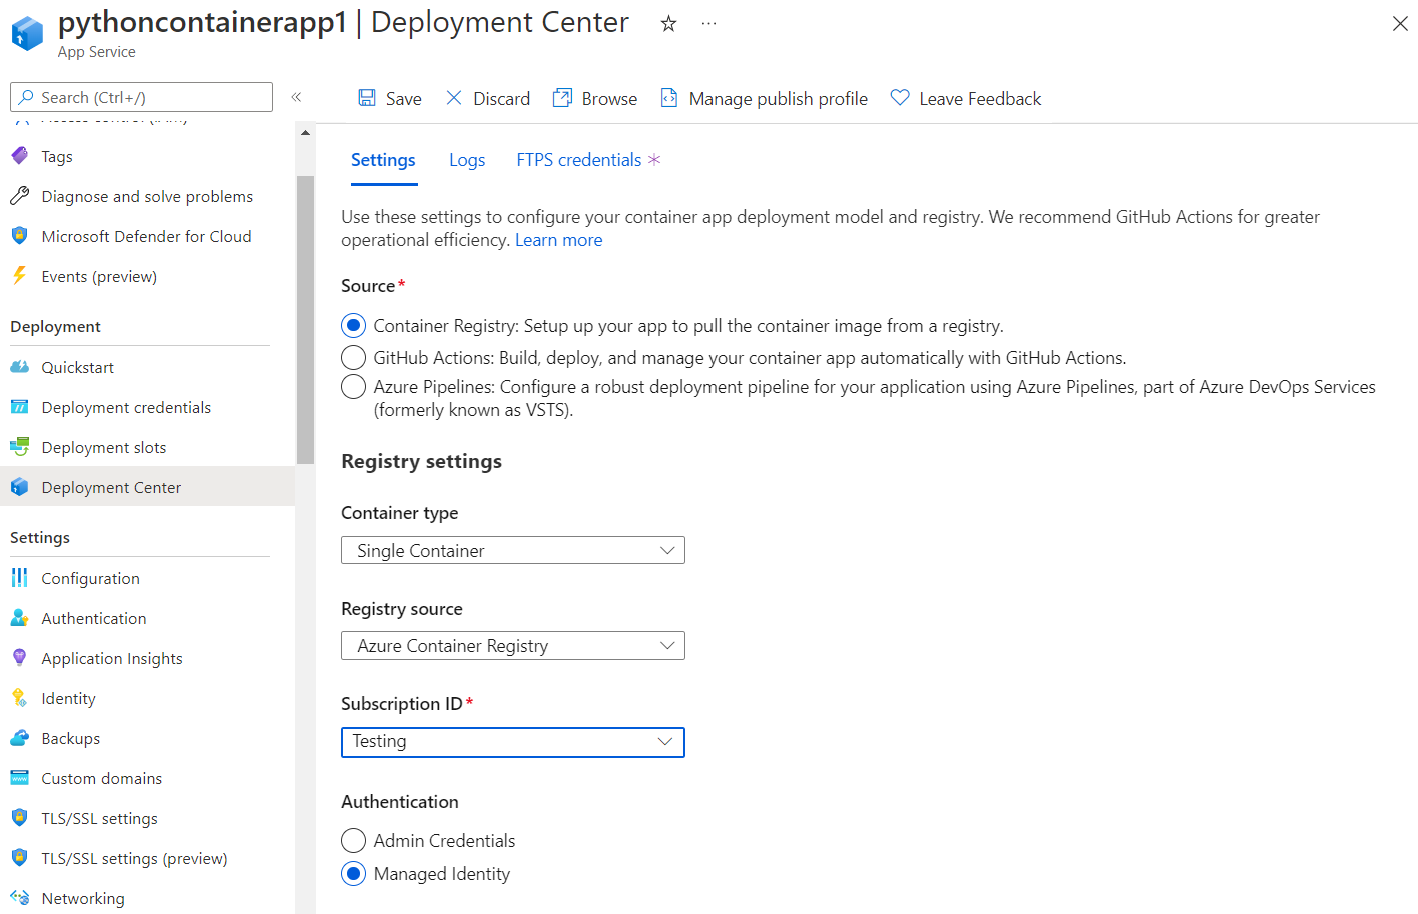 pythoncontainerapp1 | Deployment Center
App Service
Search (Ctrl+/)
Save
Discard
Browse
Manage publish profile
Leave Feedback
Access control (IAM)
Tags
Diagnose and solve problems
Microsoft Defender for Cloud
Events (preview)
Deployment
Quickstart
Deployment credentials
Deployment slots
Deployment Center
Settings
Configuration
Authentication
Application Insights
Identity
Backups
Custom domains
TLS/SSL settings
TLS/SSL settings (preview)
Networking
Settings
Logs
FTPS credentials *
Use these settings to configure your container app deployment model and registry. We recommend GitHub Actions for greater
operational efficiency. Learn more
Source*
Container Registry: Setup up your app to pull the container image from a registry.
GitHub Actions: Build, deploy, and manage your container app automatically with GitHub Actions.
Azure Pipelines: Configure a robust deployment pipeline for your application using Azure Pipelines, part of Azure DevOps Services
(formerly known as VSTS).
Registry settings
Container type
Single Container
Registry source
Azure Container Registry
Subscription ID*
Testing
Authentication
Admin Credentials
Managed Identity